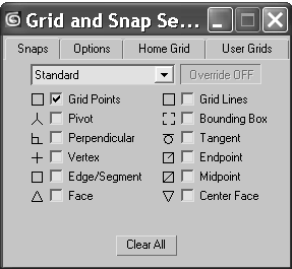 Grid and Snap Se...
Snaps Options Home Grid User Grids
Standard Override OFF
Grid Points Grid Lines
Pivot Bounding Box
Perpendicular Tangent
Vertex Endpoint
Edge/Segment Midpoint
Face Center Face
Clear All